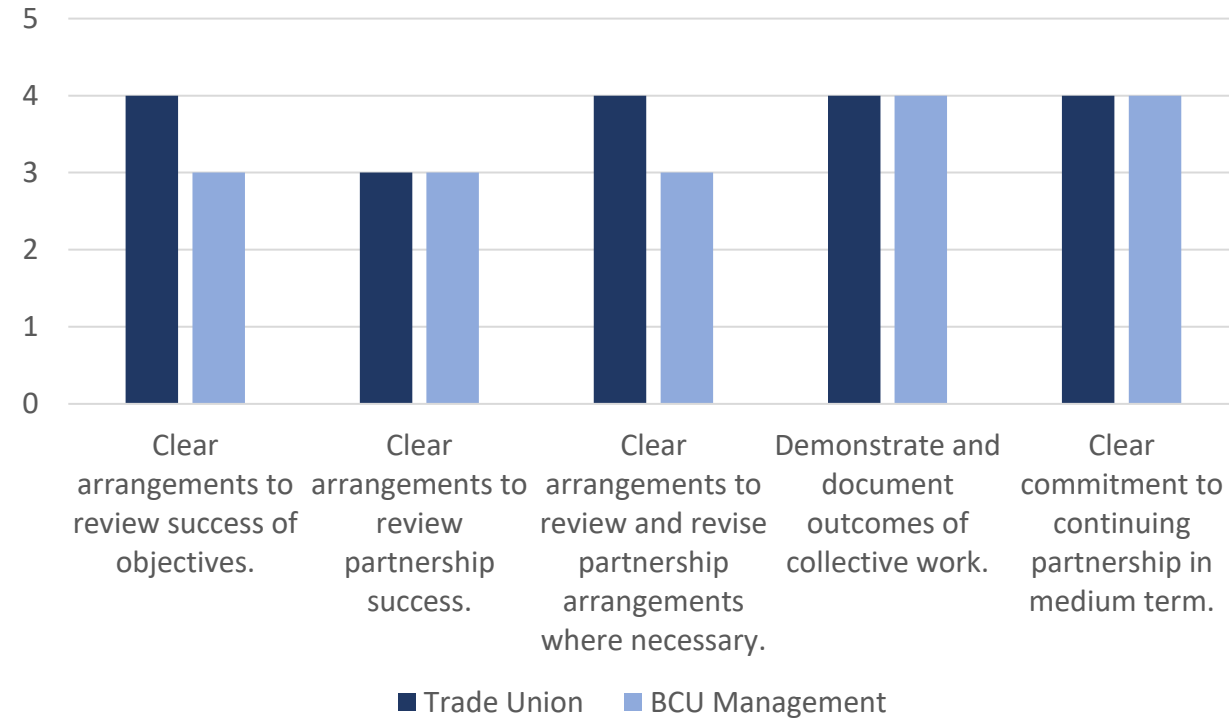 5
4
3
2
1
0
Clear
arrangements to
review success of
objectives.
Clear
arrangements to
review
partnership
success.
Clear
arrangements to
review and revise
partnership
arrangements
where necessary.
Demonstrate and
document
outcomes of
collective work.
Clear
commitment to
continuing
partnership in
medium term.
Trade Union
BCU Management